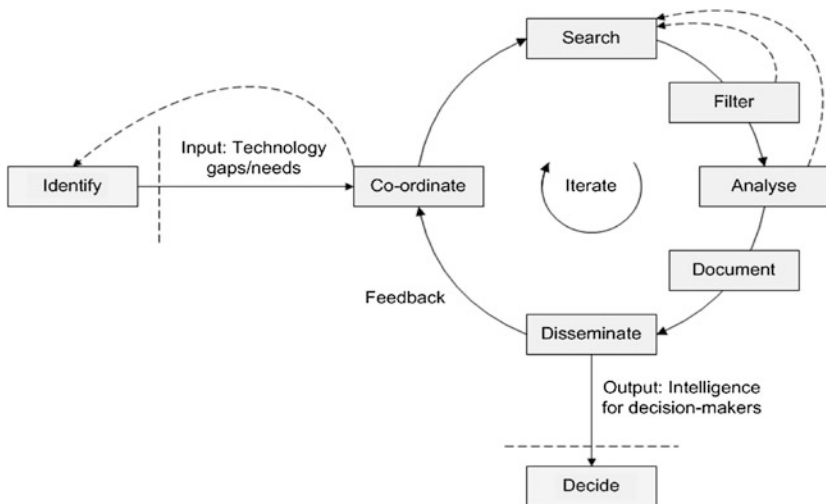 Search
Filter
Input: Technology
gaps/needs
Identify
Co-ordinate
Iterate
Analyse
Document
Feedback
Disseminate
Output: Intelligence
for decision-makers
Decide